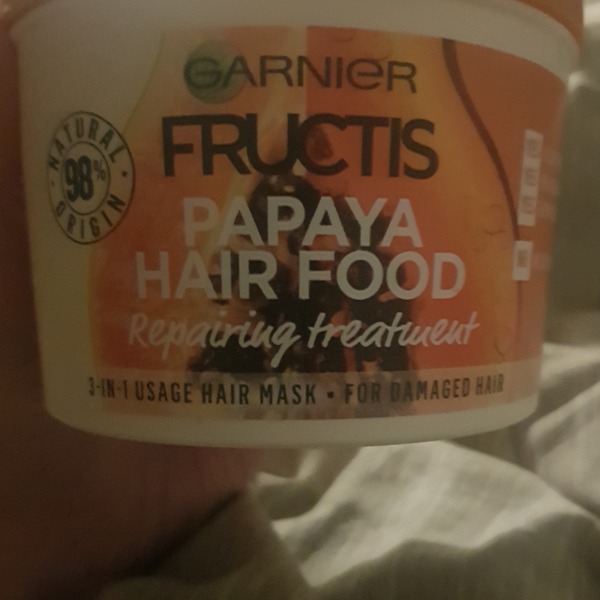 GARNIER
FRUCTIS
NATURAL
98%
ORIGIN
PAPAYA
HAIR FOOD
Repairing treatment
3-IN-1 USAGE HAIR MASK • FOR DAMAGED HAIR